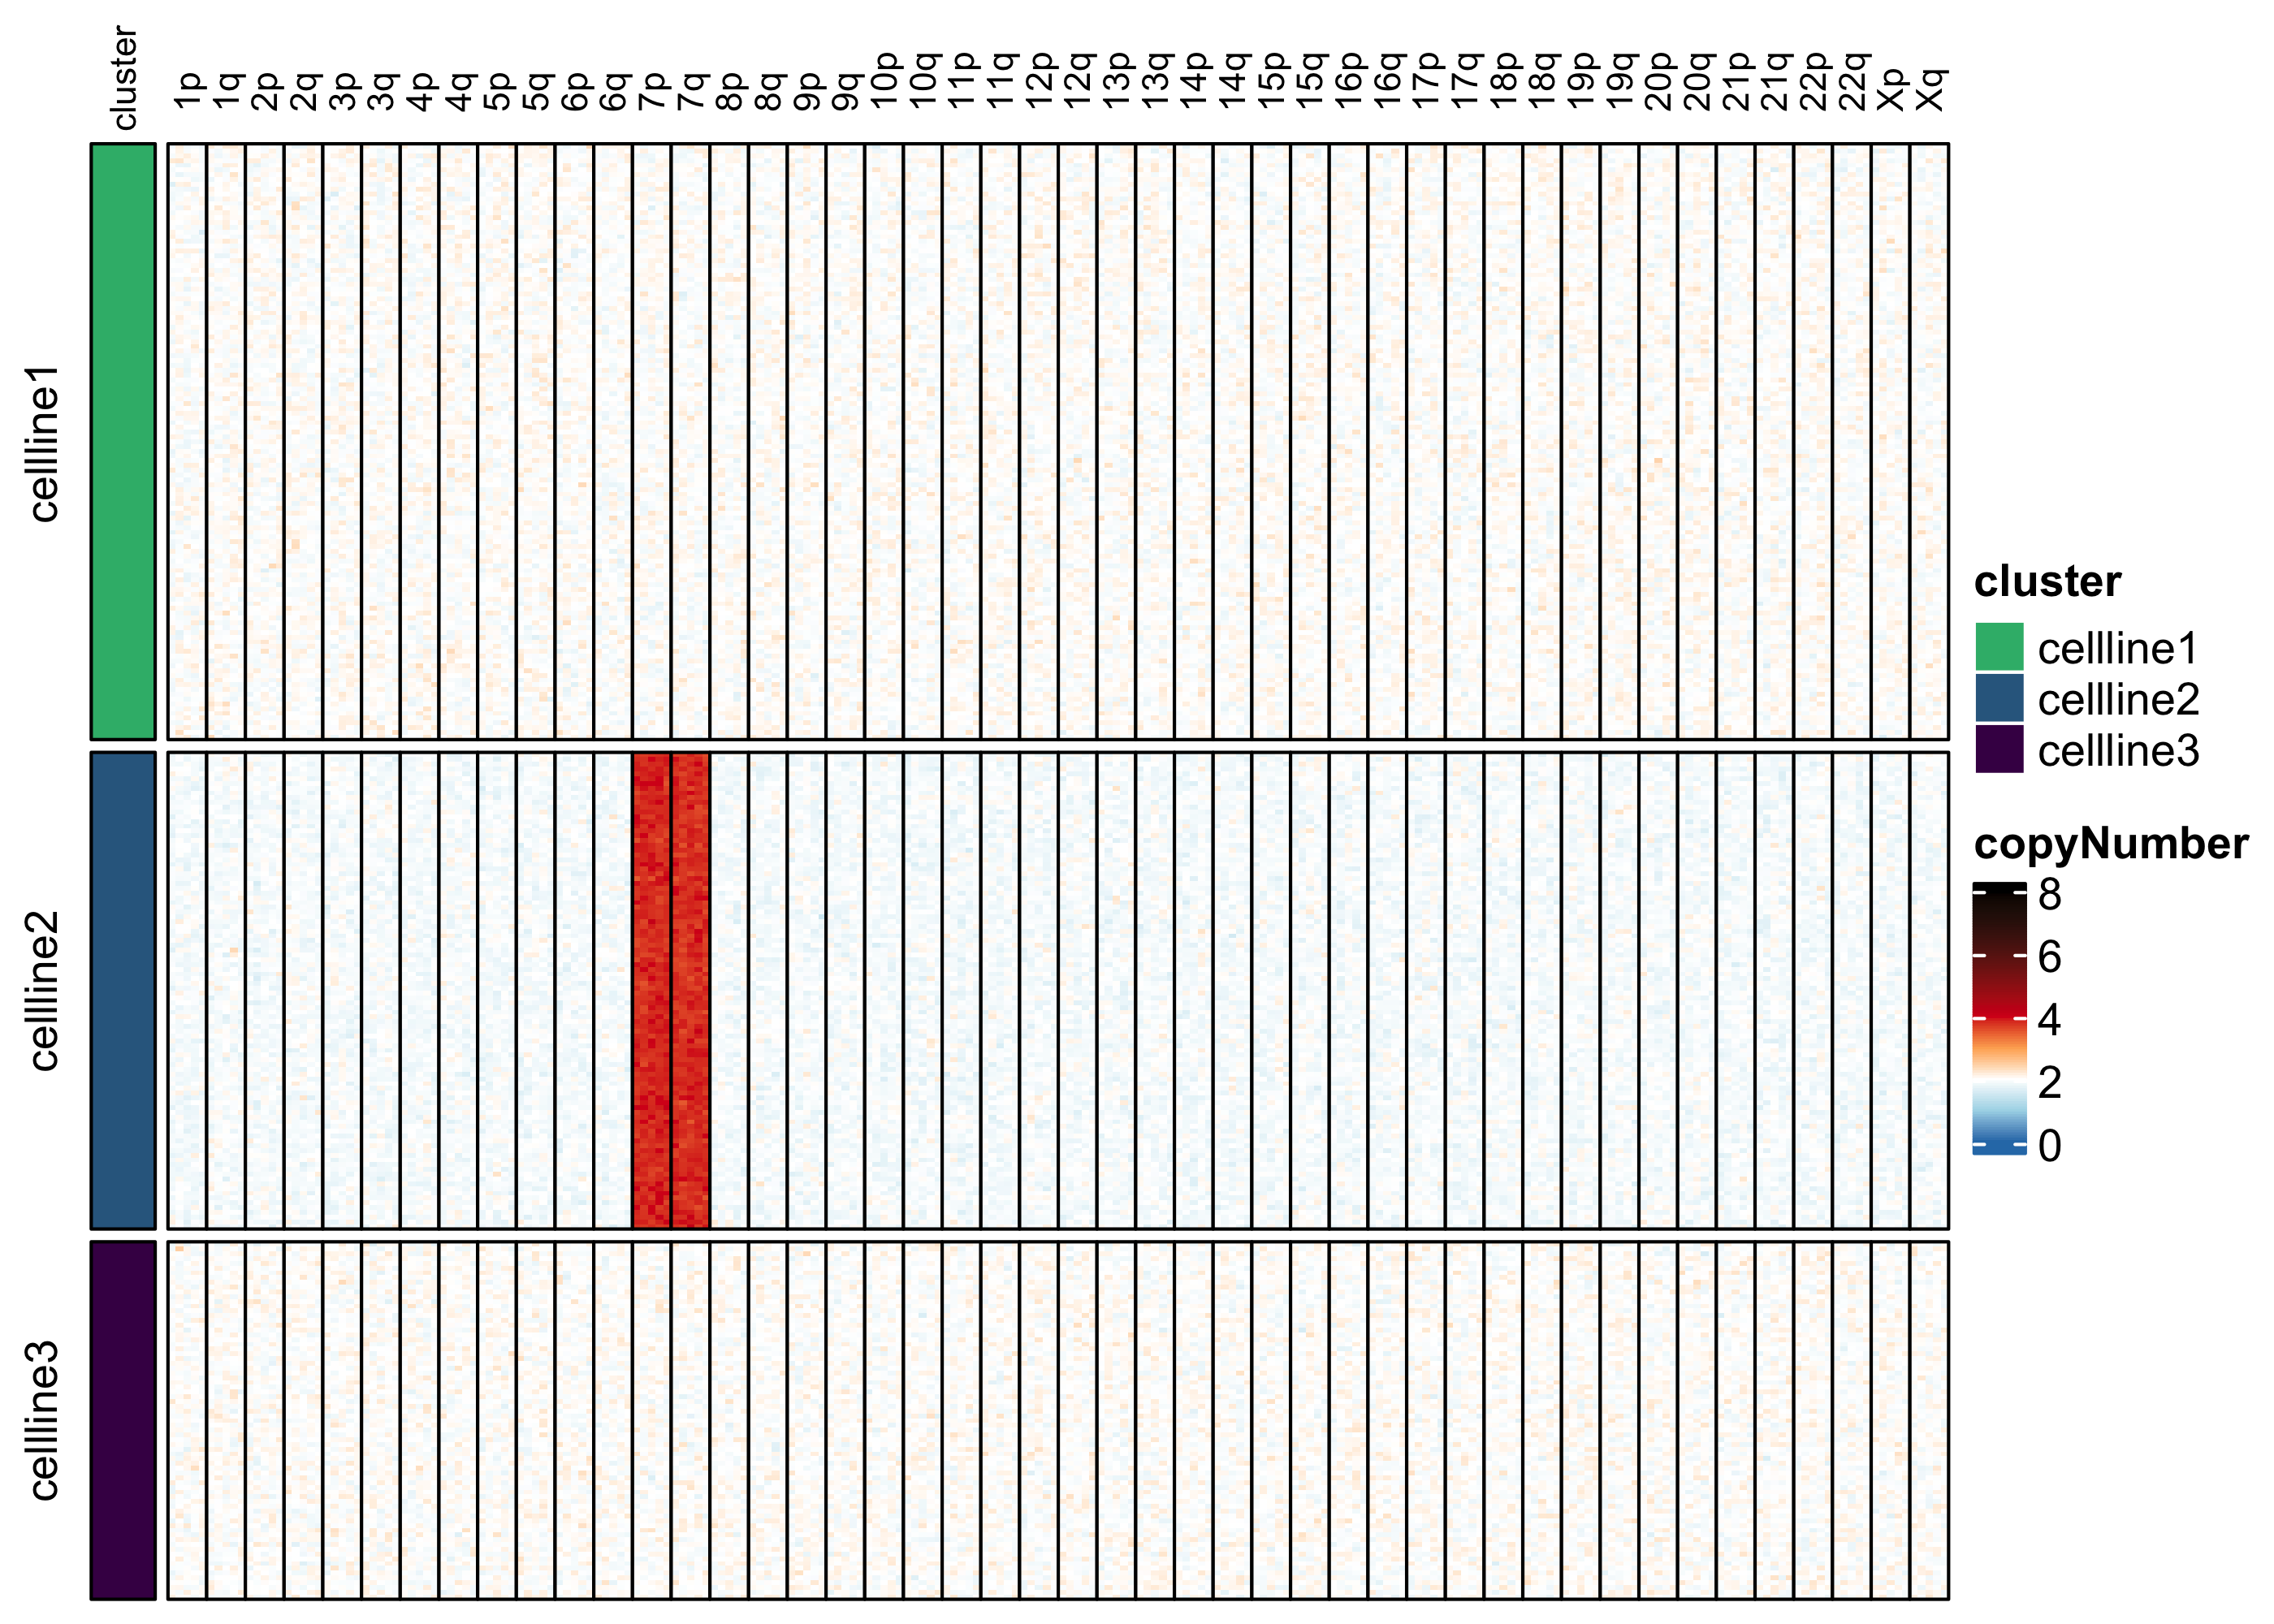 cluster
1p 1q 2p 2q 3p 3q 4p 4q 5p 5q 6p 6q 7p 7q 8p 8q 9p 9q 10p 10q 11p 11q 12p 12q 13p 13q 14p 14q 15p 15q 16p 16q 17p 17q 18p 18q 19p 19q 20p 20q 21p 21q 22p 22q Xp Xq
cellline1
cellline2
cellline3
cluster
cellline1
cellline2
cellline3
copyNumber
8
6
4
2
0